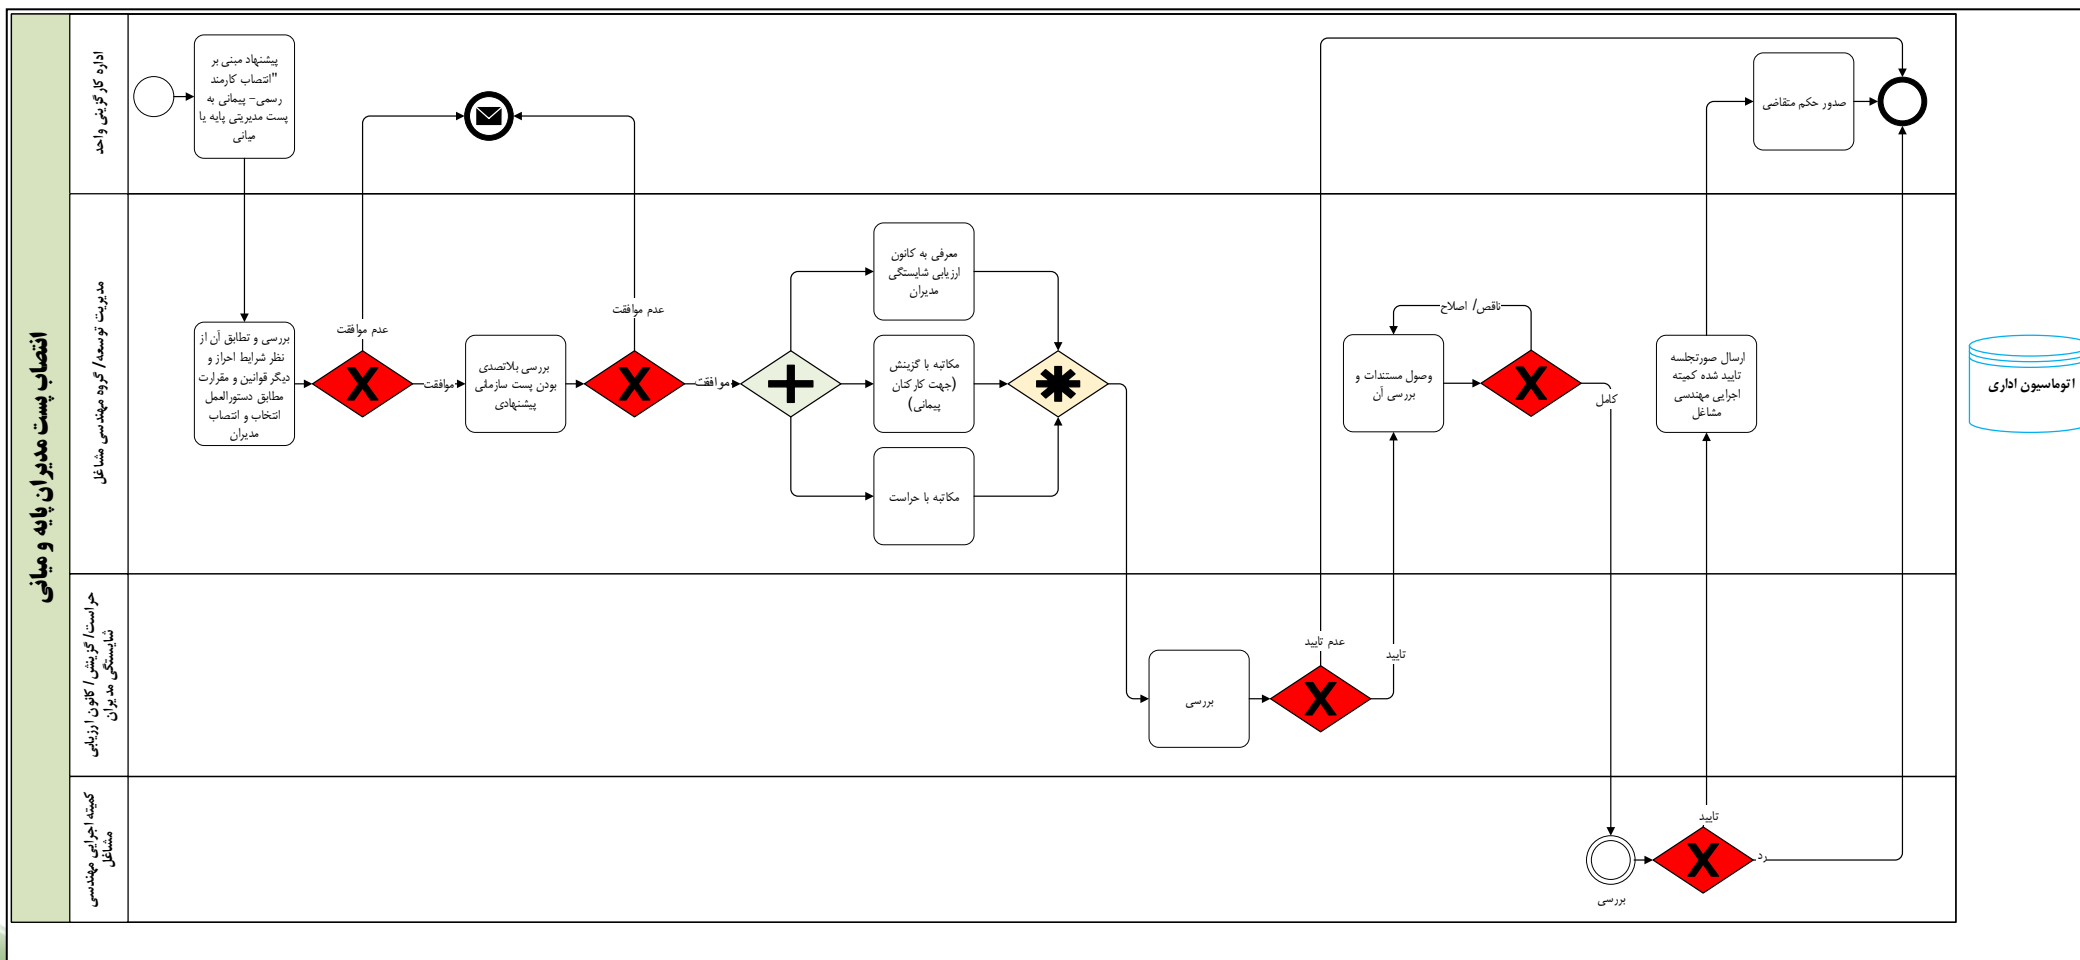 انتصاب پست مدیران پایه و میانی
اداره کارگزینی واحد
پیشنهاد مبنی بر
"انتصاب کارمند
رسمی- پیمانی به
پست مدیریتی پایه یا
میانی
صدور حکم متقاضی
مدیریت توسعه/ گروه مهندسی مشاغل
بررسی و تطابق آن از
نظر شرایط احراز و
دیگر قوانین و مقرارت
مطابق دستورالعمل
انتخاب و انتصاب
مدیران
عدم موافقت
موافقت
بررسی بلاتصدی
بودن پست سازمانی
پیشنهادی
عدم موافقت
موافقت
معرفی به کانون
ارزیابی شایستگی
مدیران
مکاتبه با گزینش
(جهت کارکنان
پیمانی)
مکاتبه با حراست
ناقص/ اصلاح
وصول مستندات و
بررسی آن
کامل
ارسال صورتجلسه
تایید شده کمیته
اجرایی مهندسی
مشاغل
اتوماسیون اداری
حراست/ گزینش/ کانون ارزیابی
شایستگی مدیران
بررسی
عدم تایید
تایید
کمیته اجرایی مهندسی
مشاغل
بررسی
تایید
رد